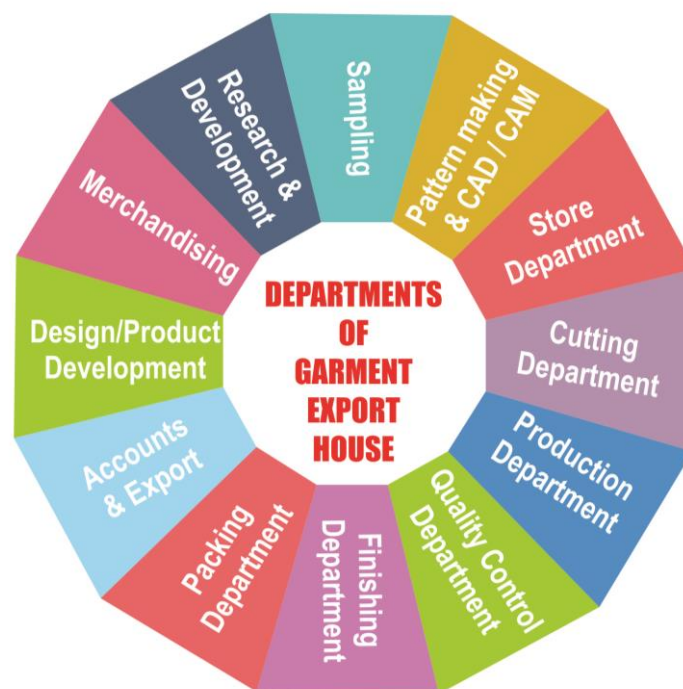 DEPARTMENTS
OF
GARMENT
EXPORT
HOUSE
Sampling
Pattern making
& CAD / CAM
Store
Department
Cutting
Department
Production
Department
Quality Control
Department
Finishing
Department
Packing
Department
Accounts
& Export
Design/Product
Development
Merchandising
Research &
Development